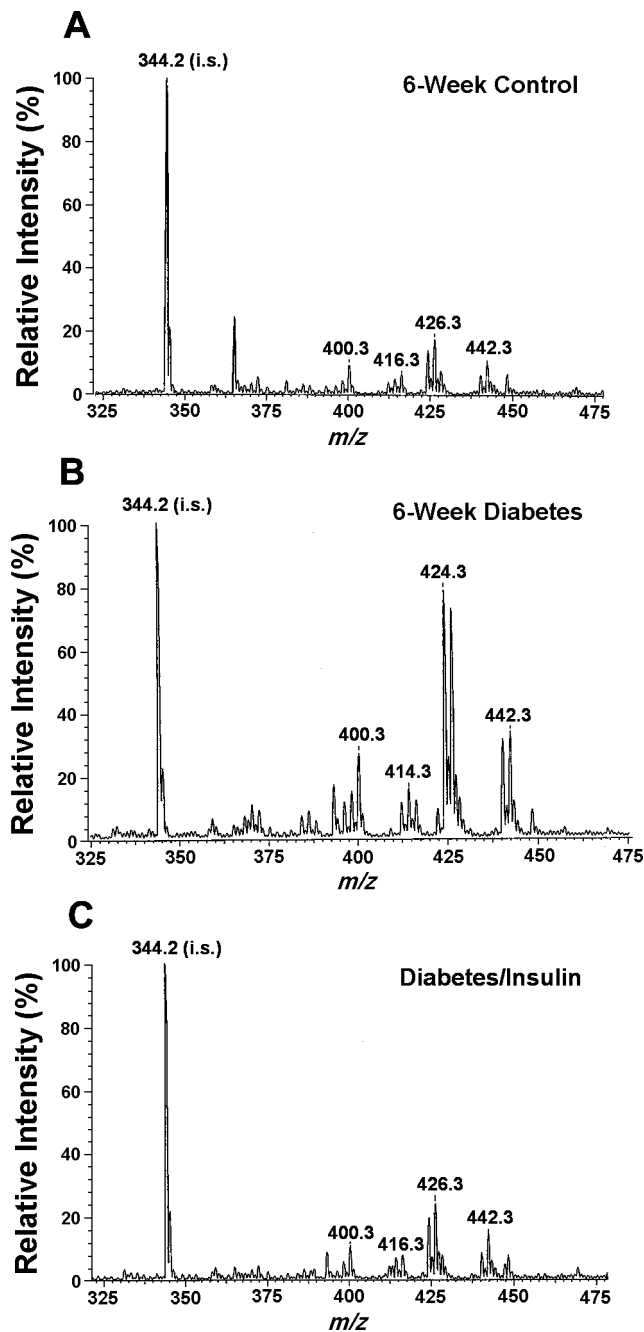 A
344.2 (i.s.)
6-Week Control
Relative Intensity (%)
100
80
60
40
20
0
400.3
416.3
426.3
442.3
325 350 375 400 425 450 475
m/z
B
344.2 (i.s.)
6-Week Diabetes
Relative Intensity (%)
100
80
60
40
20
0
424.3
400.3
414.3
442.3
325 350 375 400 425 450 475
m/z
C
344.2 (i.s.)
Diabetes/Insulin
Relative Intensity (%)
100
80
60
40
20
0
400.3
416.3
426.3
442.3
325 350 375 400 425 450 475
m/z